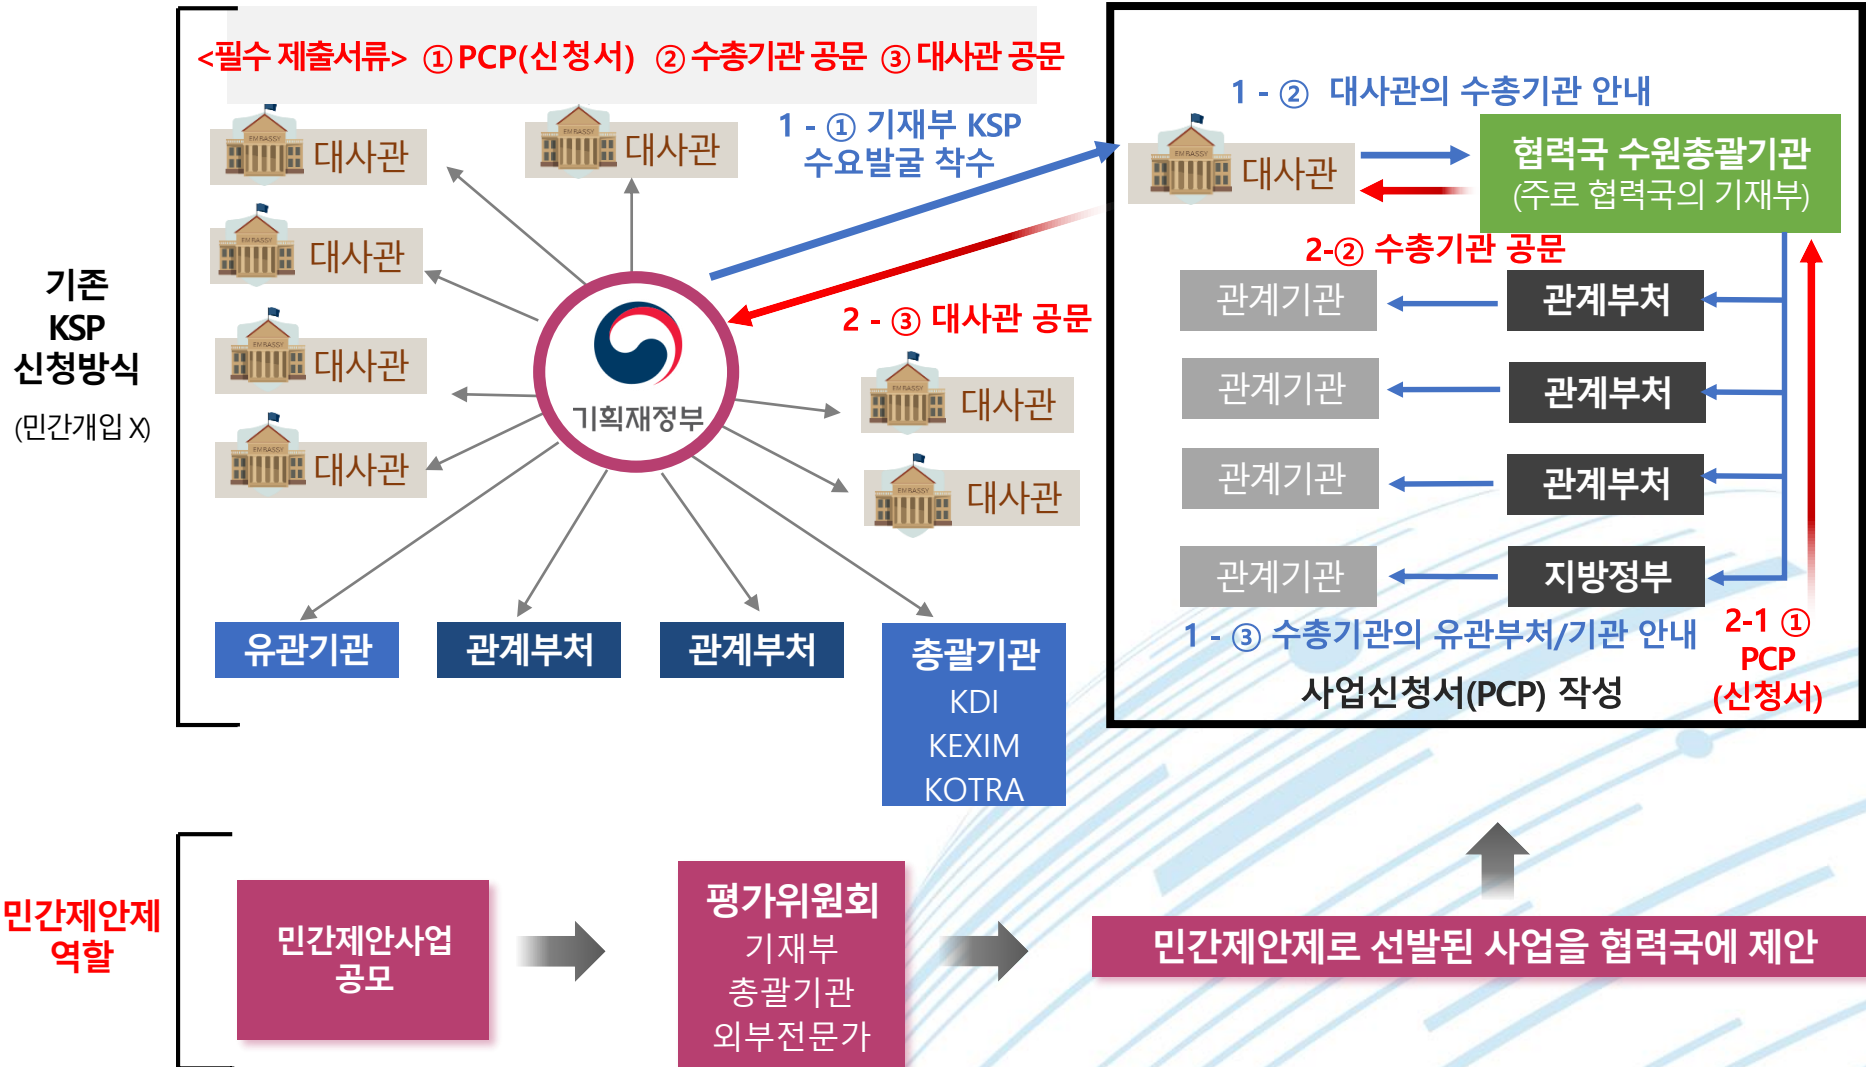 <필수 제출서류> ① PCP(신청서) ② 수총기관 공문 ③ 대사관 공문
기존
KSP
신청방식
(민간개입 X)
EMBASSY
대사관
EMBASSY
대사관
EMBASSY
대사관
EMBASSY
대사관
EMBASSY
대사관
1 - ① 기재부 KSP
수요발굴 착수
2 - ③ 대사관 공문
기획재정부
EMBASSY
대사관
EMBASSY
대사관
유관기관
관계부처
관계부처
총괄기관
KDI
KEXIM
KOTRA
1 - ② 대사관의 수총기관 안내
EMBASSY
대사관
협력국 수원총괄기관
(주로 협력국의 기재부)
2-② 수총기관 공문
관계기관
관계부처
관계기관
관계부처
관계기관
관계부처
관계기관
지방정부
1 - ③ 수총기관의 유관부처/기관 안내
2-1 ①
PCP
(신청서)
사업신청서(PCP) 작성
민간제안제
역할
민간제안사업
공모
평가위원회
기재부
총괄기관
외부전문가
민간제안제로 선발된 사업을 협력국에 제안